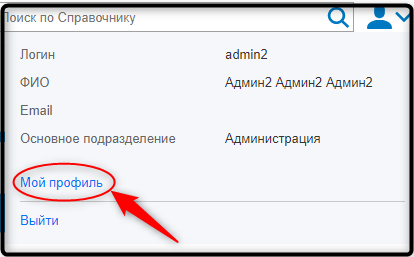 Поиск по Справочнику
Логин admin2
ФИО Админ2 Админ2 Админ2
Email
Основное подразделение Администрация
Мой профиль
Выйти